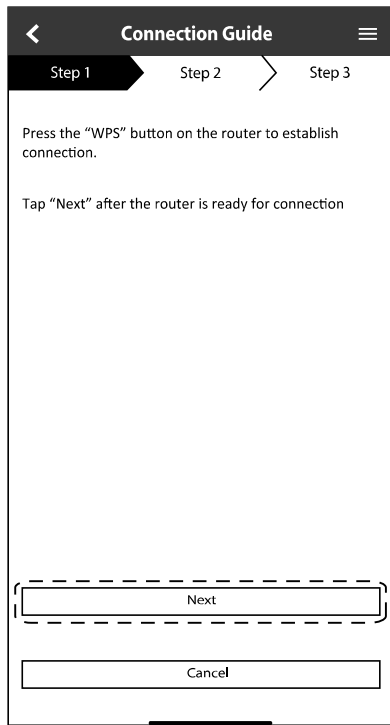 Connection Guide
Step 1 Step 2 Step 3
Press the “WPS” button on the router to establish
connection.
Tap “Next” after the router is ready for connection
Next
Cancel